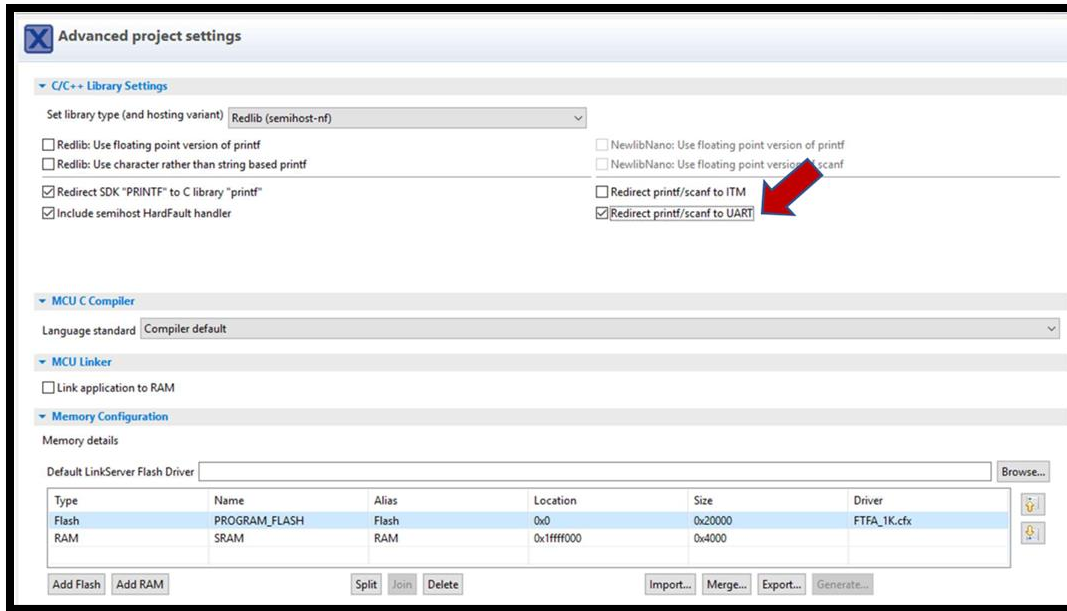 Advanced project settings
C/C++ Library Settings
Set library type (and hosting variant) Redlib (semihost-nf)
Redlib: Use floating point version of printf NewlibNano: Use floating point version of printf
Redlib: Use character rather than string based printf NewlibNano: Use floating point version of scanf
Redirect SDK "PRINTF" to C library "printf" Redirect printf/scanf to ITM
Include semihost HardFault handler Redirect printf/scanf to UART
MCU C Compiler
Language standard Compiler default
MCU Linker
Link application to RAM
Memory Configuration
Memory details
Default LinkServer Flash Driver Browse...
Type Name Alias Location Size Driver
Flash PROGRAM_FLASH Flash 0x0 0x20000 FTFA_1K.cfx
RAM SRAM RAM 0x1ffff000 0x4000
Add Flash Add RAM Split Join Delete Import... Merge... Export... Generate...